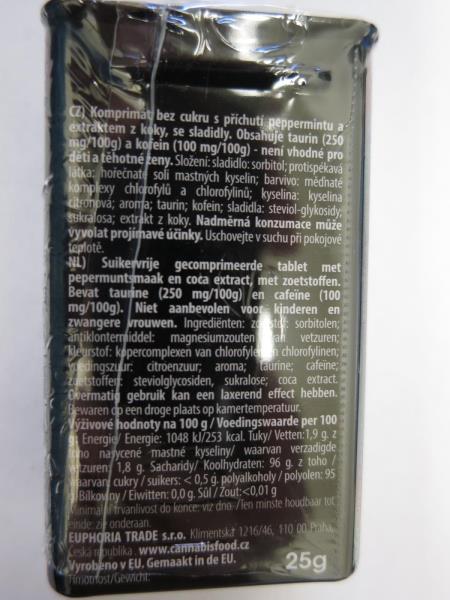 CZ) Komprimát bez cukru s příchutí peppermintu a
extraktem z koky, se sladidly. Obsahuje taurin (250
mg/100g) a kofein (100 mg/100g) - není vhodné pro
děti a těhotné ženy. Složení: sladidlo: sorbitol; protispékavá
látka: hořečnaté soli mastných kyselin; barvivo: měďnaté
komplexy chlorofylů a chlorofylinů; kyselina: kyselina
citronová; aroma; taurin; kofein; sladidla: steviol-glykosidy,
sukralosa; extrakt z koky. Nadměrná konzumace může
vyvolat projímavé účinky. Uschovejte v suchu při pokojové
teplotě.
NL) Suikervrije gecomprimeerde tablet met
pepermuntsmaak en coca extract, met zoetstoffen.
Bevat taurine (250 mg/100g) en cafeïne (100
mg/100g). Niet aanbevolen voor kinderen en
zwangere vrouwen. Ingrediënten: sorbitolen;
antiklontermiddel: magnesiumzouten van vetzuren;
kleurstof: kopercomplexen van chlorofylen en chlorofylinen;
voedingszuur: citroenzuur; aroma; taurine; cafeïne;
zoetstoffen: steviolglycosiden, sukralose; coca extract.
Overmatig gebruik kan een laxerend effect hebben.
Bewaren op een droge plaats op kamertemperatuur.
Výživové hodnoty na 100 g / Voedingswaarde per 100
g: Energie/ Energie: 1048 kJ/253 kcal. Tuky/ Vetten:1,9 g. z
toho nasycené mastné kyseliny/ waarvan verzadigde
vetzuren: 1,8 g. Sacharidy/ Koolhydraten: 96 g. z toho /
waarvan cukry / suikers: < 0,5 g. polyalkoholy / polyolen: 95
g. Bílkoviny / Eiwitten: 0,0 g. Sůl / Zout:<0,01 g
Minimální trvanlivost do konce: viz dno. /Ten minste houdbaar tot
einde: zie onderaan.
EUPHORIA TRADE s.r.o. Klimentská 1216/46, 110 00 Praha,
Česká republika. www.cannabisfood.cz
Vyrobeno v EU. Gemaakt in de EU.
25g
Hmotnost/Gewicht: